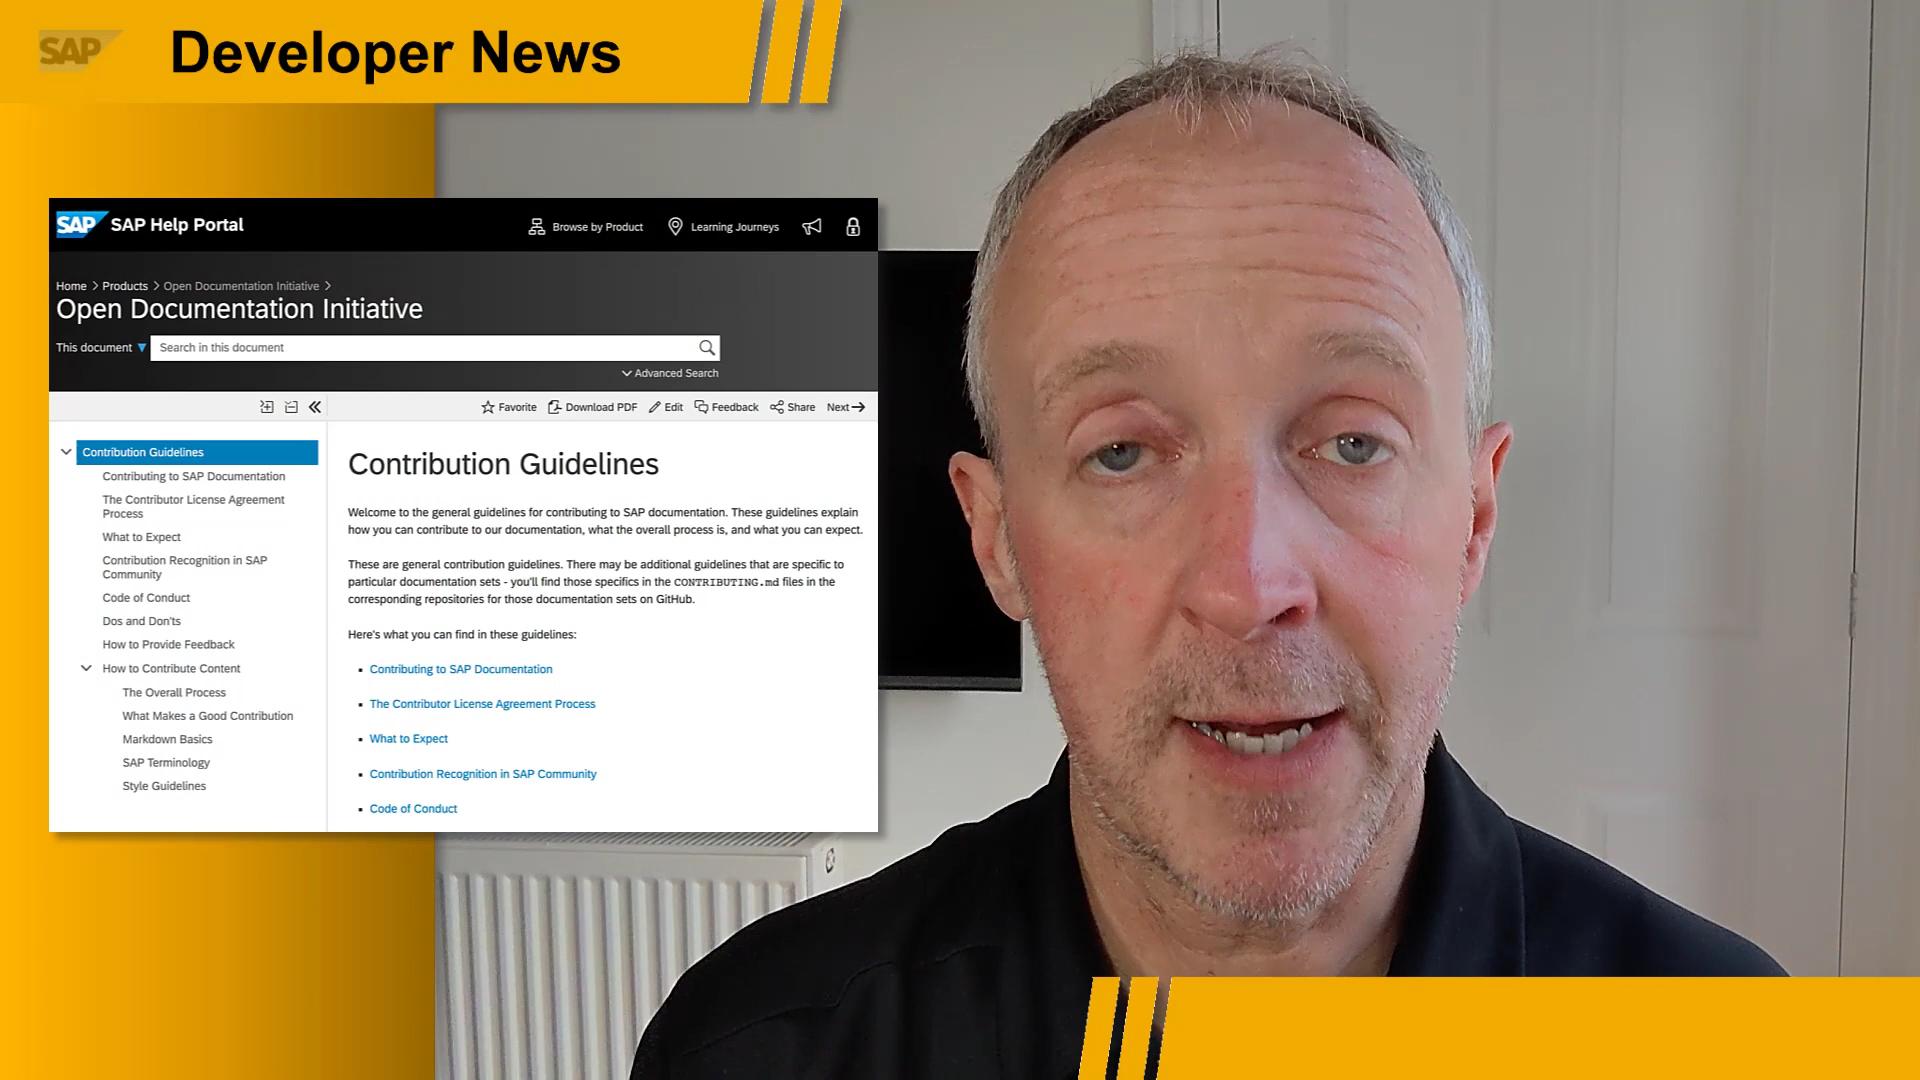 SAP Developer News
SAP SAP Help Portal
Browse by Product
Learning Journeys
Home > Products > Open Documentation Initiative >
Open Documentation Initiative
This document
Search in this document
Advanced Search
Favorite
Download PDF
Edit
Feedback
Share
Next
Contribution Guidelines
Contributing to SAP Documentation
The Contributor License Agreement
Process
What to Expect
Contribution Recognition in SAP
Community
Code of Conduct
Dos and Don'ts
How to Provide Feedback
How to Contribute Content
The Overall Process
What Makes a Good Contribution
Markdown Basics
SAP Terminology
Style Guidelines
Contribution Guidelines
Welcome to the general guidelines for contributing to SAP documentation. These guidelines explain
how you can contribute to our documentation, what the overall process is, and what you can expect.
These are general contribution guidelines. There may be additional guidelines that are specific to
particular documentation sets - you'll find those specifics in the CONTRIBUTING.md files in the
corresponding repositories for those documentation sets on GitHub.
Here's what you can find in these guidelines:
Contributing to SAP Documentation
The Contributor License Agreement Process
What to Expect
Contribution Recognition in SAP Community
Code of Conduct